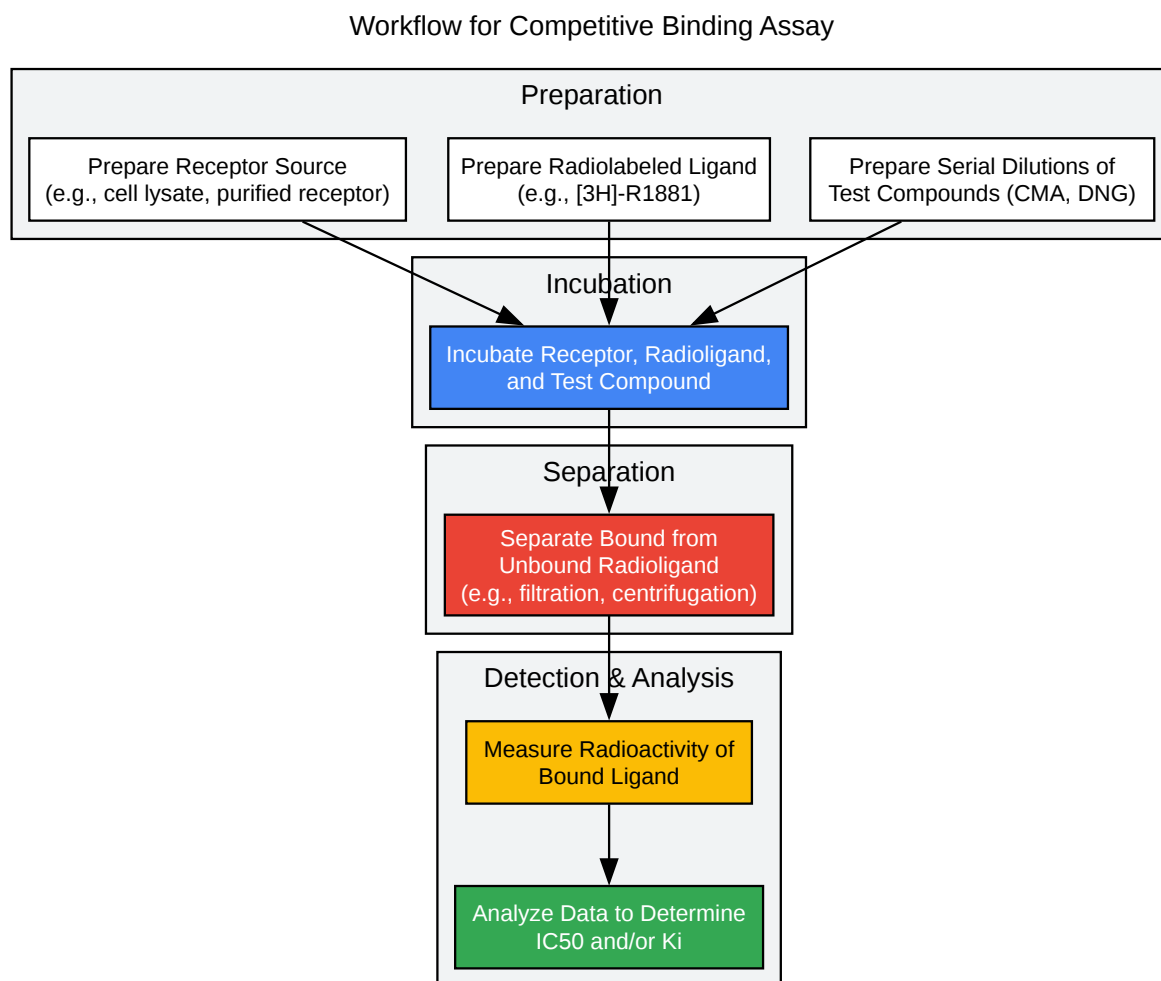 Workflow for Competitive Binding Assay
Preparation
Prepare Receptor Source
(e.g., cell lysate, purified receptor)
Prepare Radiolabeled Ligand
(e.g., [3H]-R1881)
Prepare Serial Dilutions of
Test Compounds (CMA, DNG)
Incubation
Incubate Receptor, Radioligand,
and Test Compound
Separation
Separate Bound from
Unbound Radioligand
(e.g., filtration, centrifugation)
Detection & Analysis
Measure Radioactivity of
Bound Ligand
Analyze Data to Determine
IC50 and/or Ki